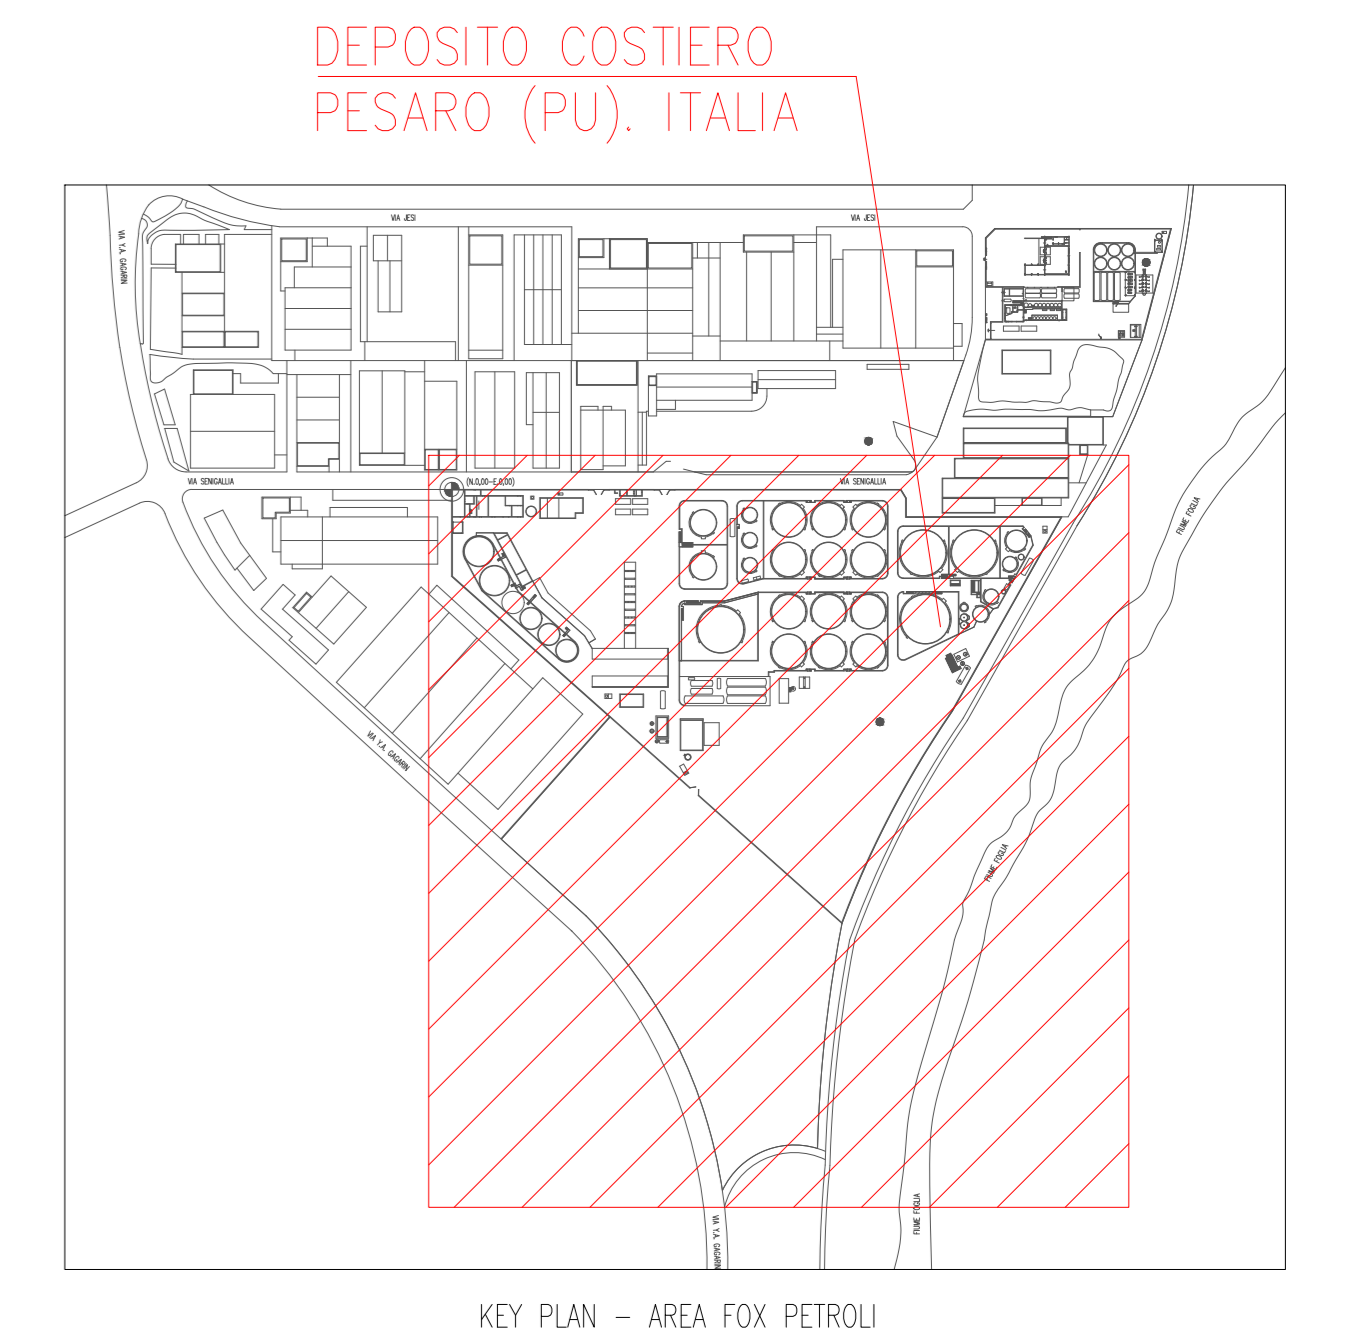 DEPOSITO COSTIERO
PESARO (PU). ITALIA
VIA JESI
VIA JESI
VIA Y.A. GAGARIN
VIA SENIGALLIA
(N.0,00-E.0,00)
VIA SENIGALLIA
FIUME FOGLIA
VIA Y.A. GAGARIN
FIUME FOGLIA
FIUME FOGLIA
VIA Y.A. GAGARIN
KEY PLAN - AREA FOX PETROLI